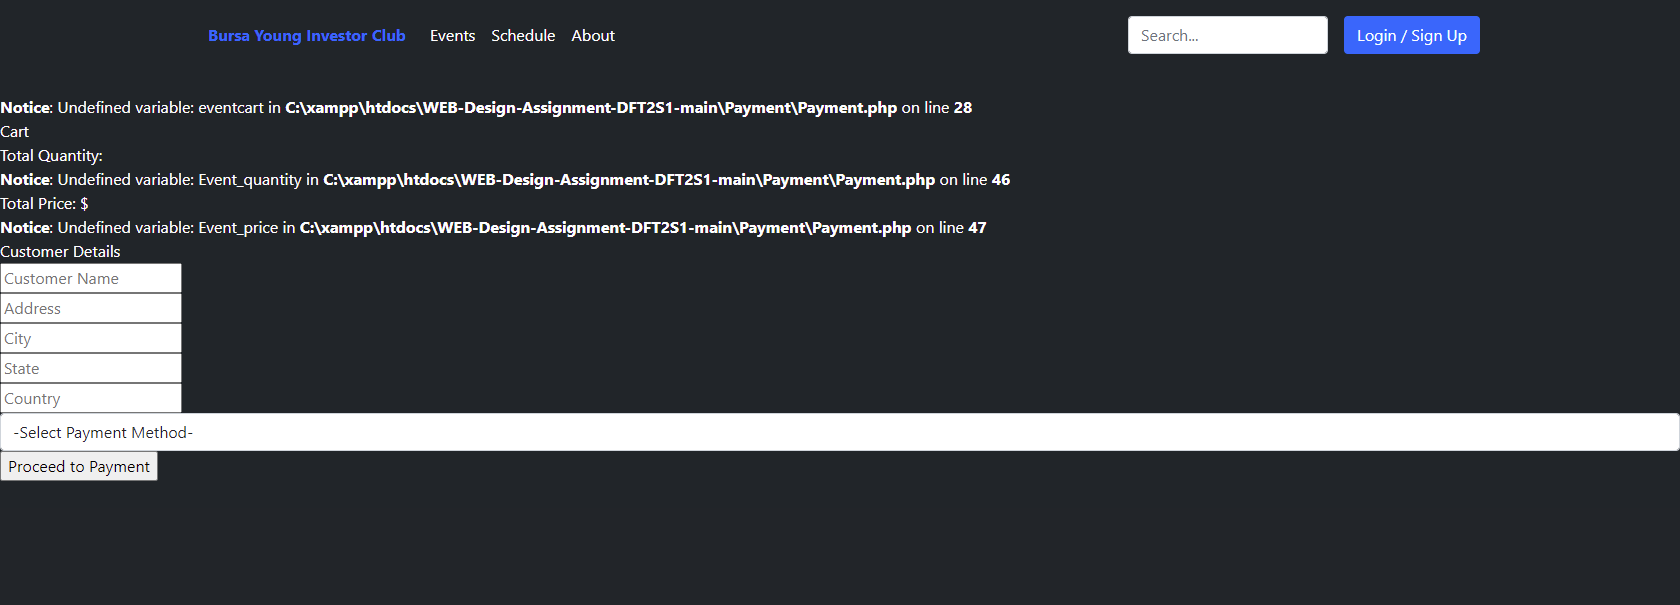 Bursa Young Investor Club Events Schedule About Search... Login / Sign Up
Notice: Undefined variable: eventcart in C:\xampp\htdocs\WEB-Design-Assignment-DFT2S1-main\Payment\Payment.php on line 28
Cart
Total Quantity:
Notice: Undefined variable: Event_quantity in C:\xampp\htdocs\WEB-Design-Assignment-DFT2S1-main\Payment\Payment.php on line 46
Total Price: $
Notice: Undefined variable: Event_price in C:\xampp\htdocs\WEB-Design-Assignment-DFT2S1-main\Payment\Payment.php on line 47
Customer Details
Customer Name
Address
City
State
Country
-Select Payment Method-
Proceed to Payment